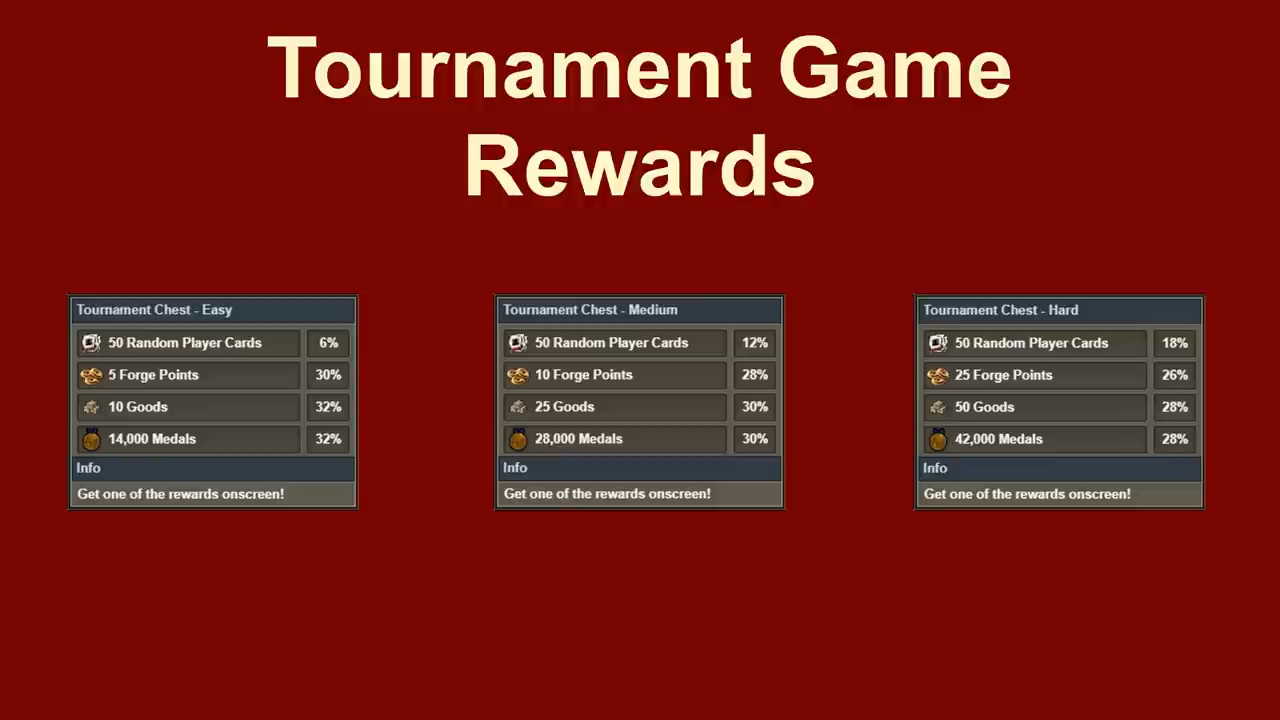 Tournament Game
Rewards
Tournament Chest - Easy
50 Random Player Cards 6%
5 Forge Points 30%
10 Goods 32%
14,000 Medals 32%
Info
Get one of the rewards onscreen!
Tournament Chest - Medium
50 Random Player Cards 12%
10 Forge Points 28%
25 Goods 30%
28,000 Medals 30%
Info
Get one of the rewards onscreen!
Tournament Chest - Hard
50 Random Player Cards 18%
25 Forge Points 26%
50 Goods 28%
42,000 Medals 28%
Info
Get one of the rewards onscreen!